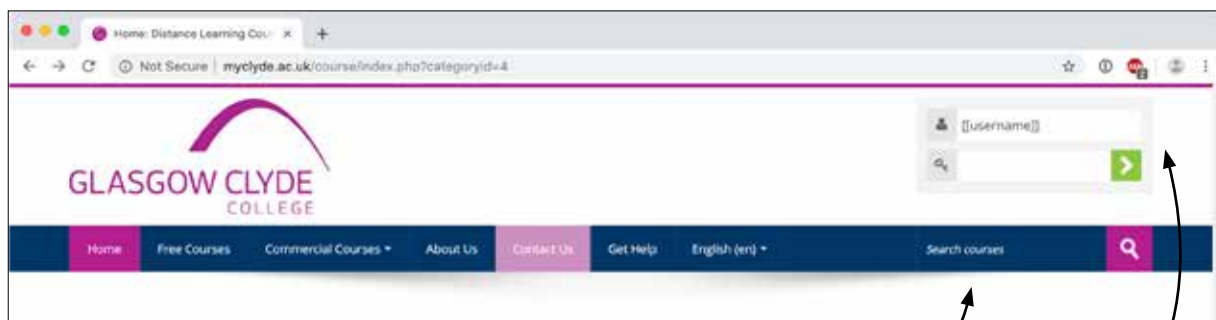 Home: Distance Learning Cou
Not Secure | myclyde.ac.uk/course/index.php?categoryid=4
[[username]]
GLASGOW CLYDE
COLLEGE
Home Free Courses Commercial Courses About Us Contact Us Get Help English (en) Search courses